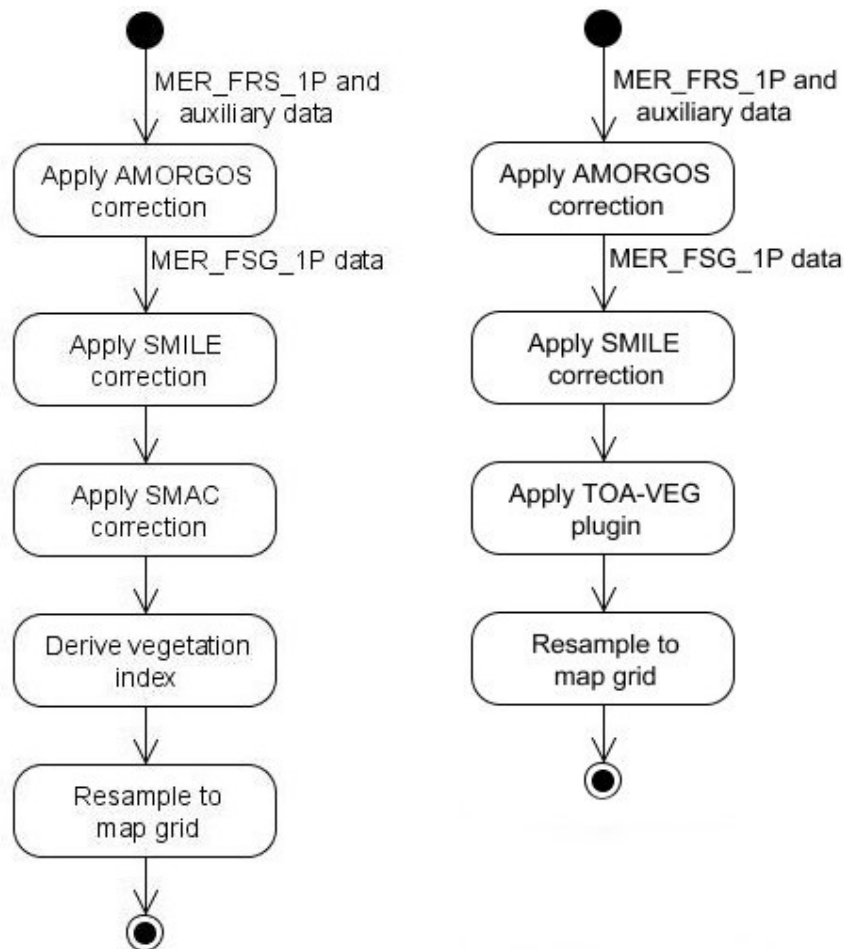 MER_FRS_1P and
auxiliary data
Apply AMORGOS
correction
MER_FSG_1P data
Apply SMILE
correction
Apply SMAC
correction
Derive vegetation
index
Resample to
map grid
MER_FRS_1P and
auxiliary data
Apply AMORGOS
correction
MER_FSG_1P data
Apply SMILE
correction
Apply TOA-VEG
plugin
Resample to
map grid